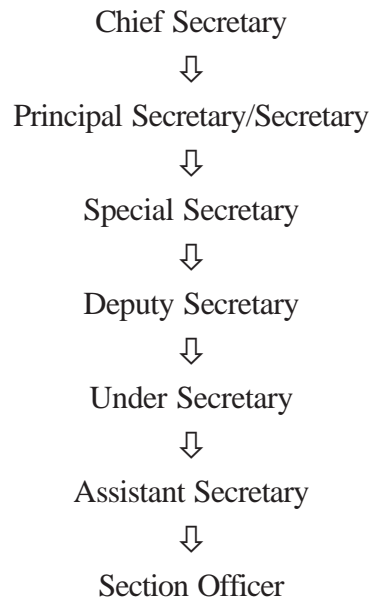 Chief Secretary
⇩
Principal Secretary/Secretary
⇩
Special Secretary
⇩
Deputy Secretary
⇩
Under Secretary
⇩
Assistant Secretary
⇩
Section Officer